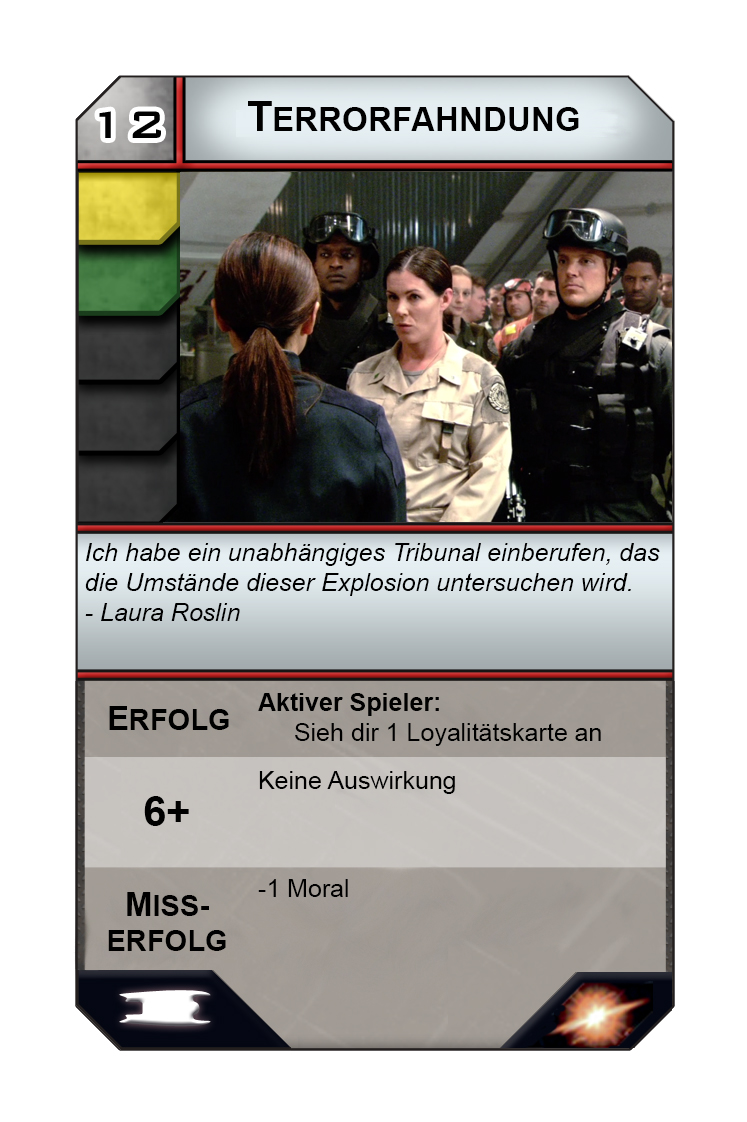 12
TERRORFAHNDUNG
Ich habe ein unabhängiges Tribunal einberufen, das
die Umstände dieser Explosion untersuchen wird.
- Laura Roslin
ERFOLG
Aktiver Spieler:
Sieh dir 1 Loyalitätskarte an
6+
Keine Auswirkung
MISS-
ERFOLG
-1 Moral